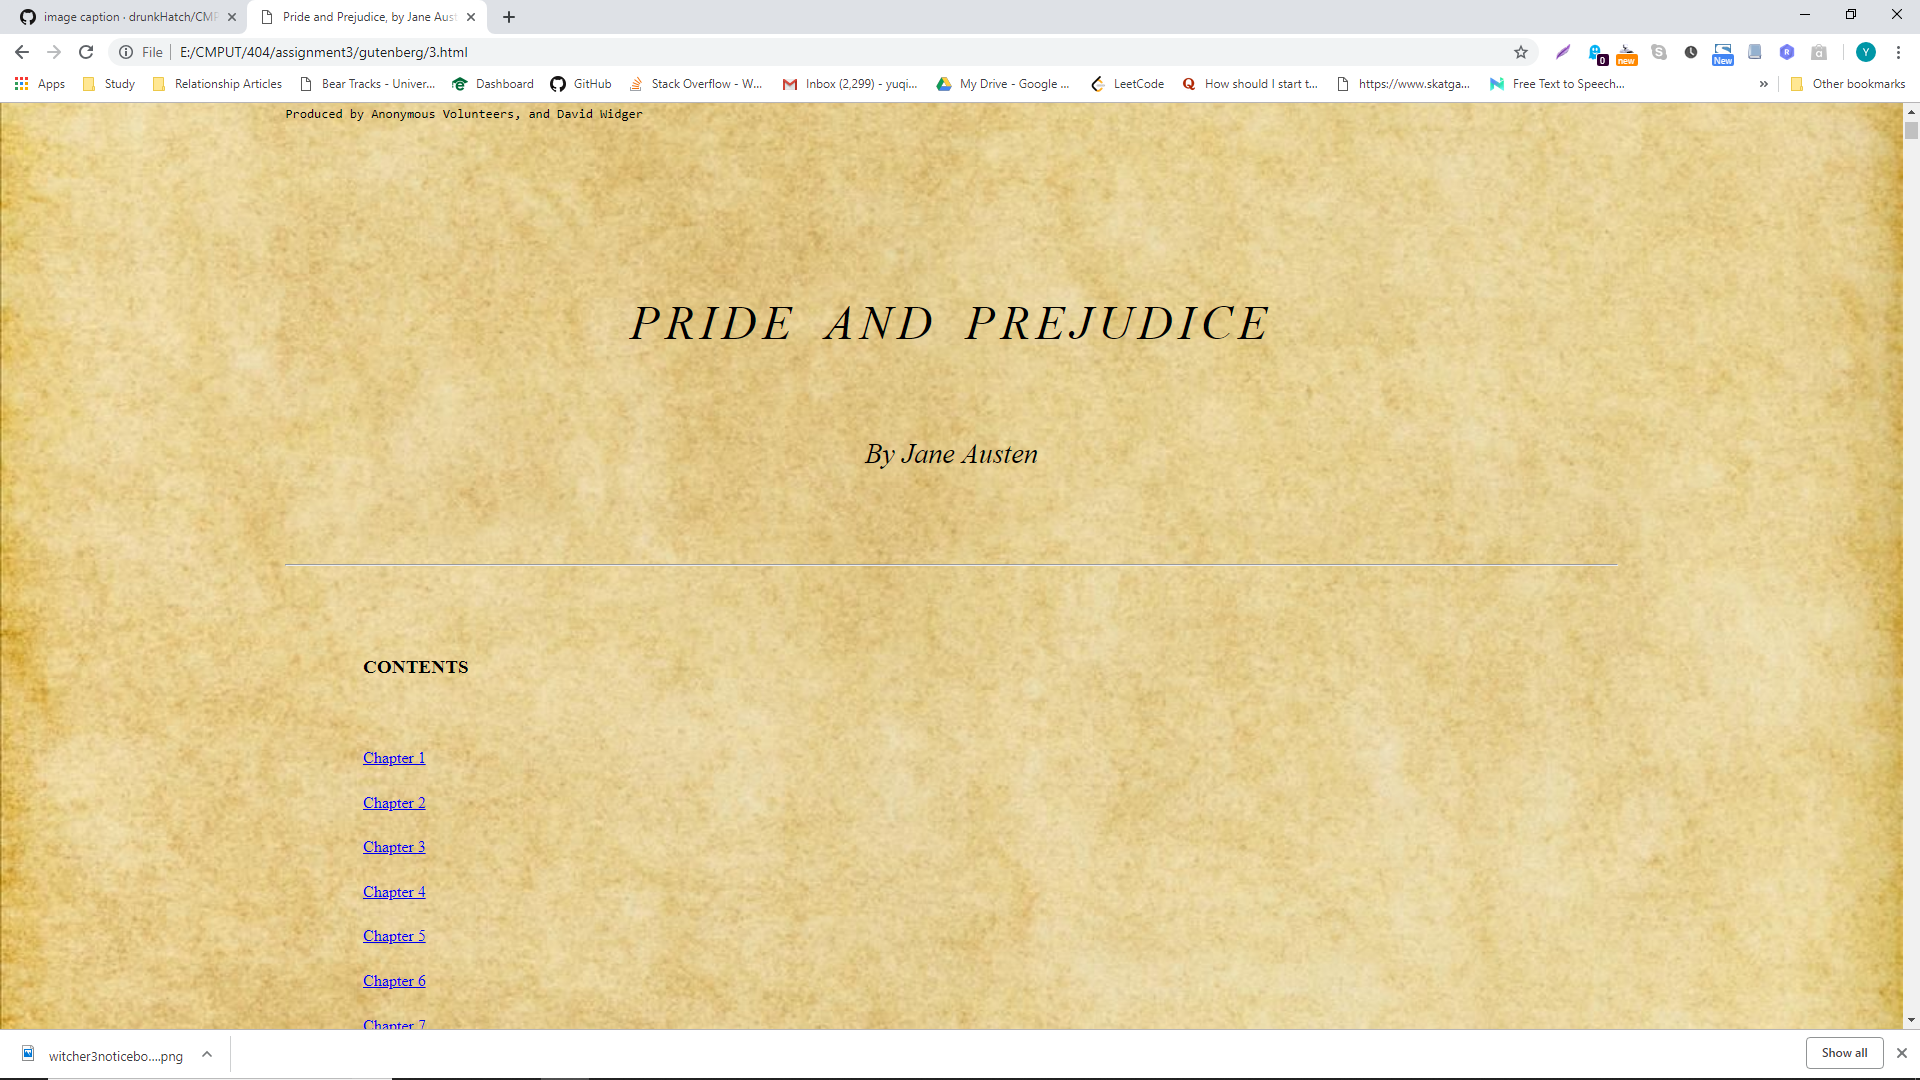 image caption · drunkHatch/CMP
Pride and Prejudice, by Jane Aust
File
E:/CMPUT/404/assignment3/gutenberg/3.html
0
new
New
R
Y
Apps
Study
Relationship Articles
Bear Tracks - Univer...
Dashboard
GitHub
Stack Overflow - W...
Inbox (2,299) - yuqi...
My Drive - Google ...
LeetCode
How should I start t...
https://www.skatga...
Free Text to Speech...
»
Other bookmarks
Produced by Anonymous Volunteers, and David Widger
PRIDE AND PREJUDICE
By Jane Austen
CONTENTS
Chapter 1
Chapter 2
Chapter 3
Chapter 4
Chapter 5
Chapter 6
Chapter 7
witcher3noticebo....png
Show all